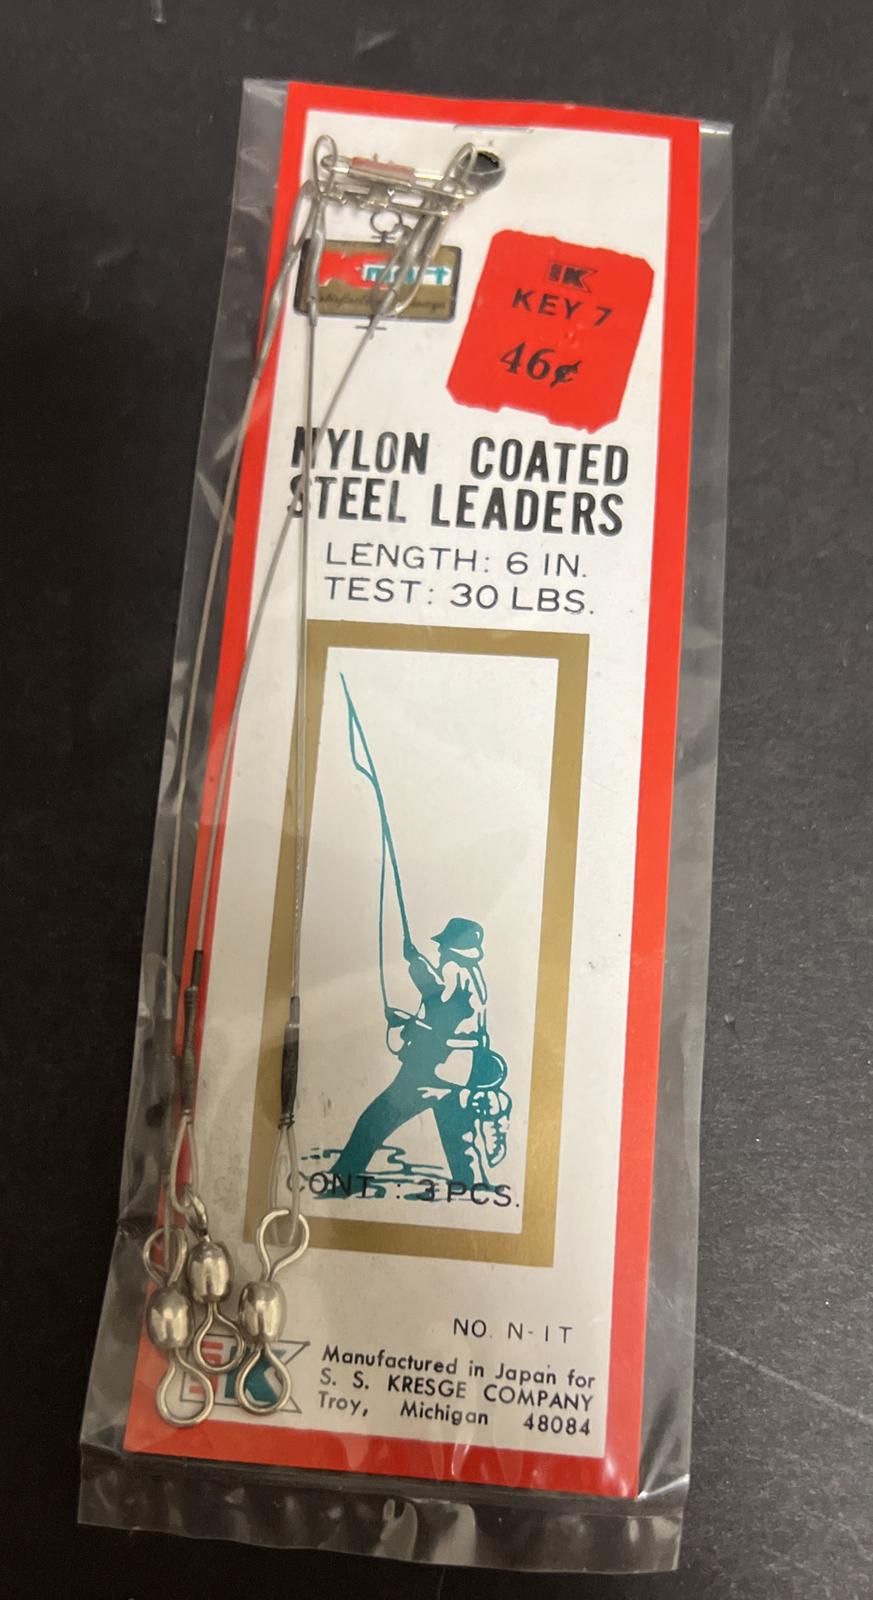 K mart
K
KEY 7
46¢
NYLON COATED
STEEL LEADERS
LENGTH: 6 IN.
TEST: 30 LBS.
CONT.: 3 PCS.
NO. N-1T
Manufactured in Japan for
S. S. KRESGE COMPANY
Troy, Michigan 48084
K